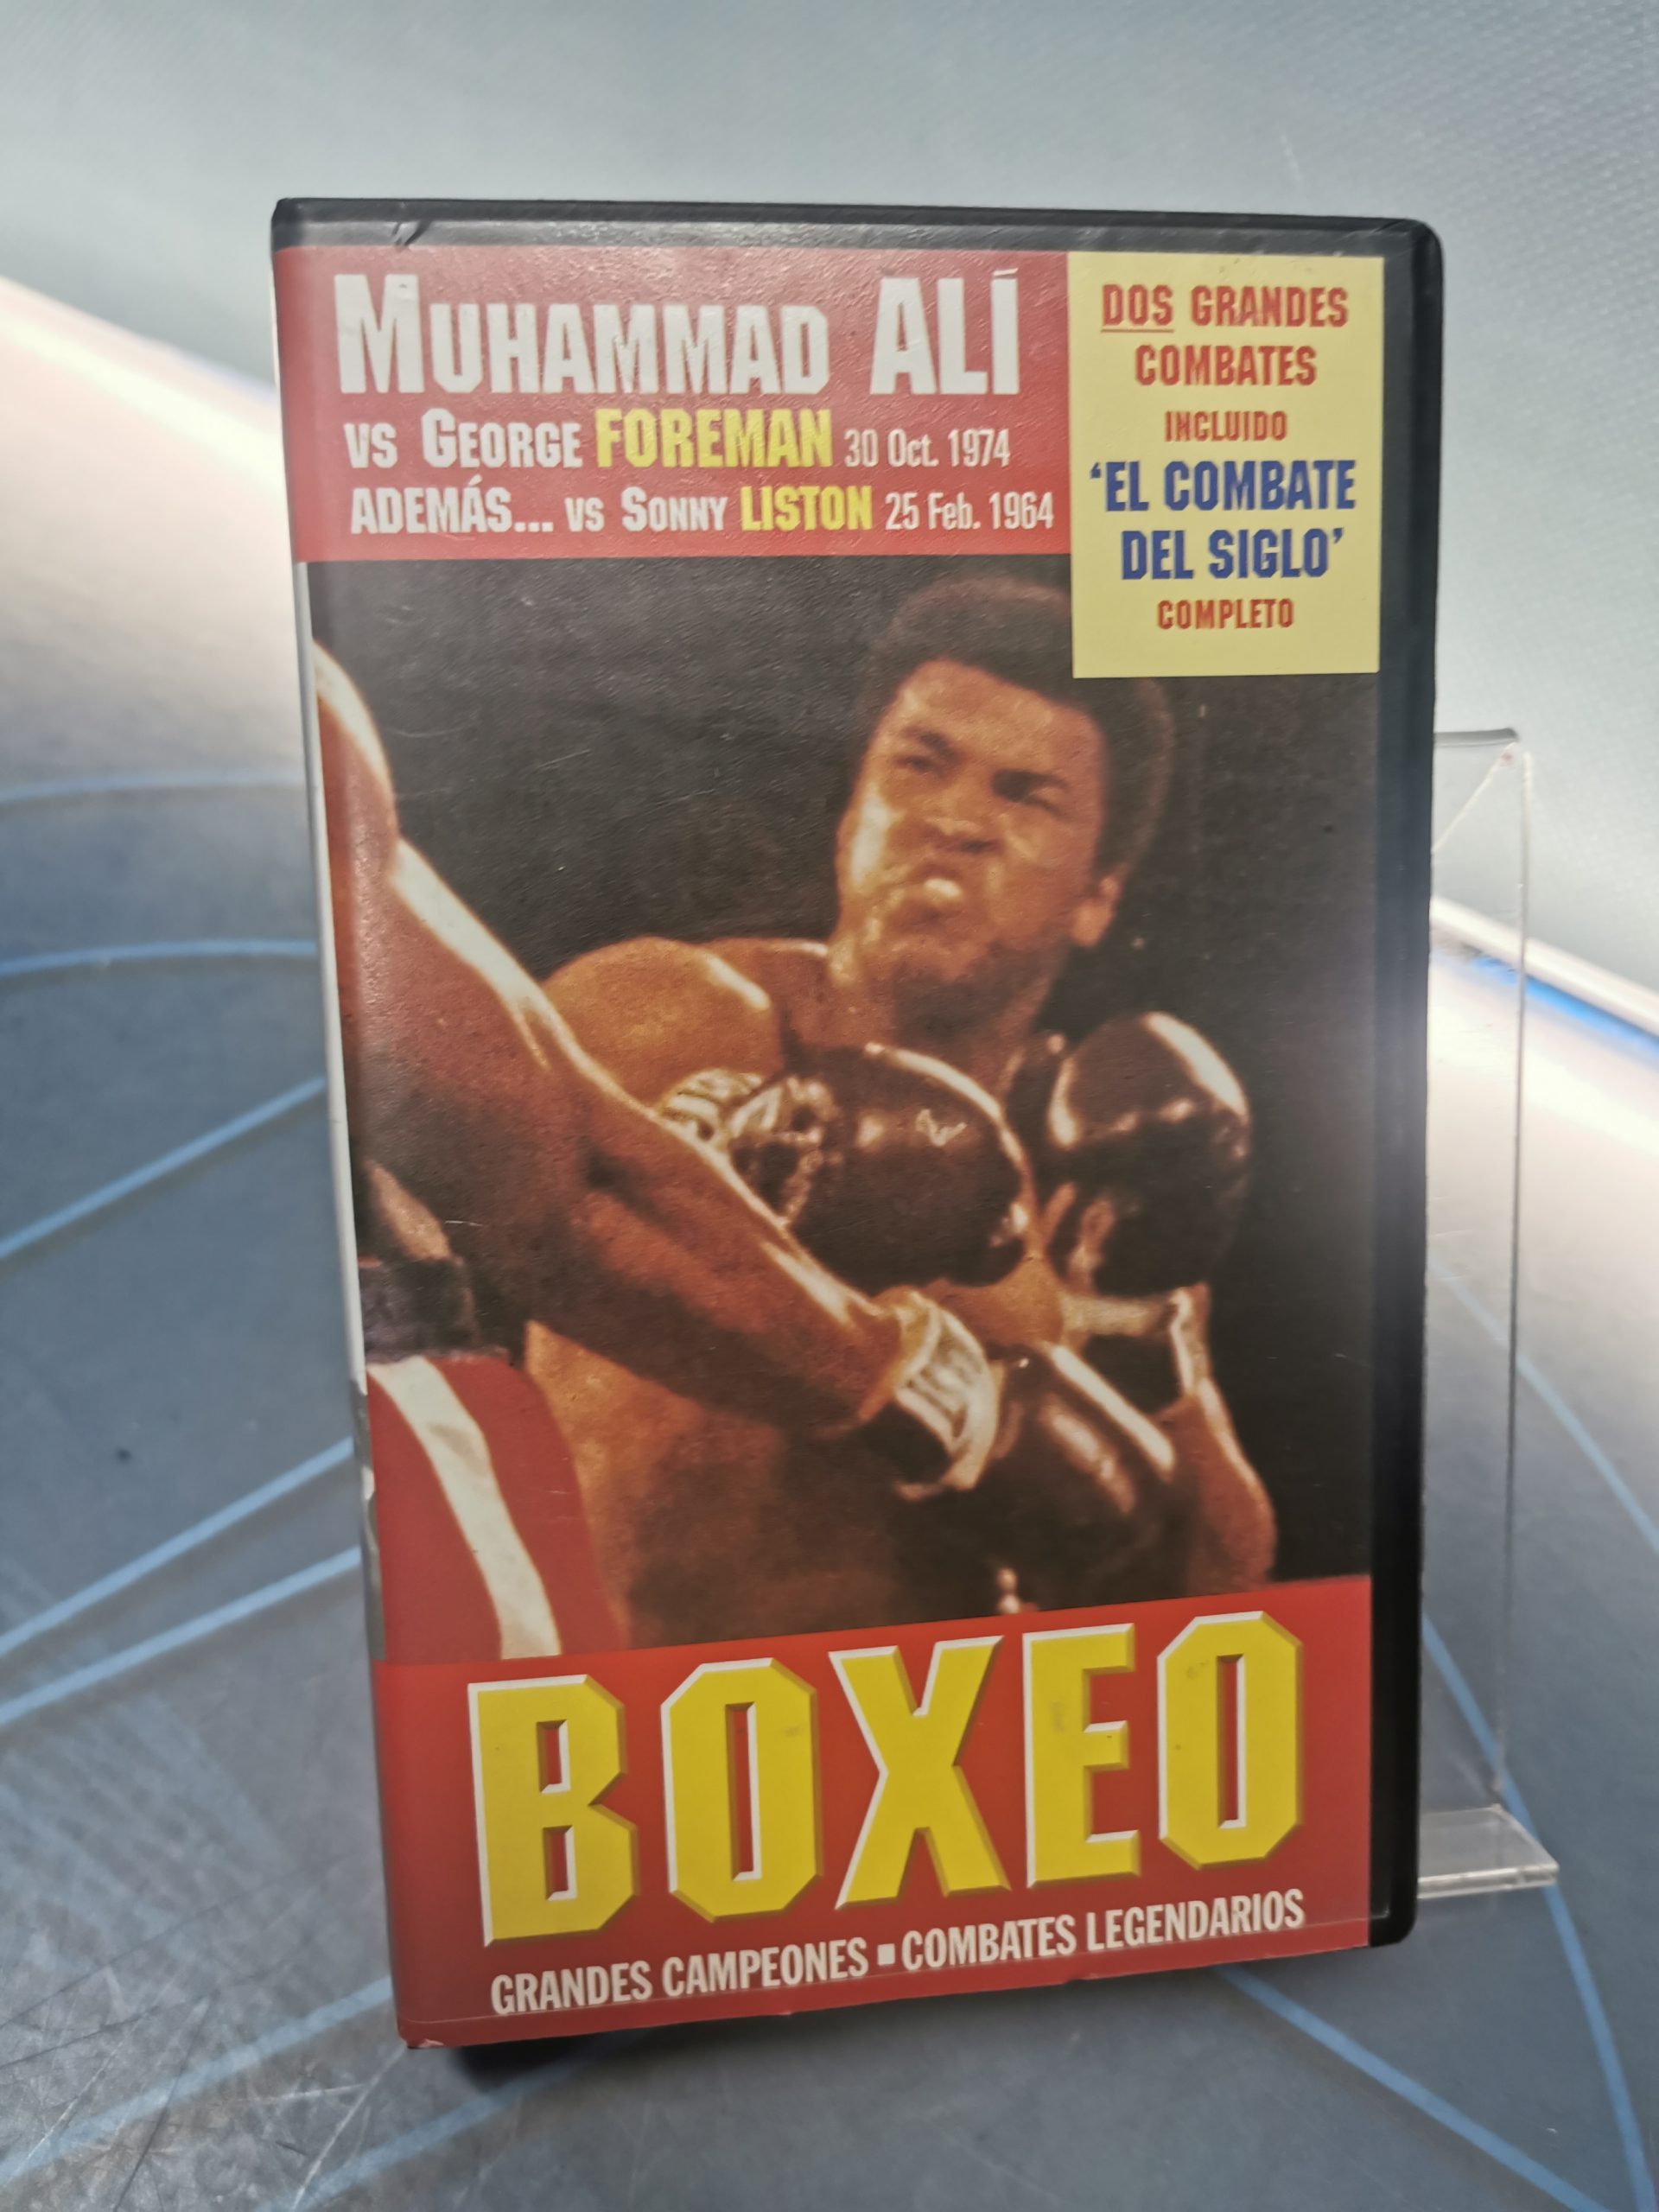 MUHAMMAD ALÍ
VS GEORGE FOREMAN 30 Oct. 1974
ADEMÁS... VS SONNY LISTON 25 Feb. 1964
DOS GRANDES
COMBATES
INCLUIDO
‘EL COMBATE
DEL SIGLO’
COMPLETO
BOXEO
GRANDES CAMPEONES ▪ COMBATES LEGENDARIOS